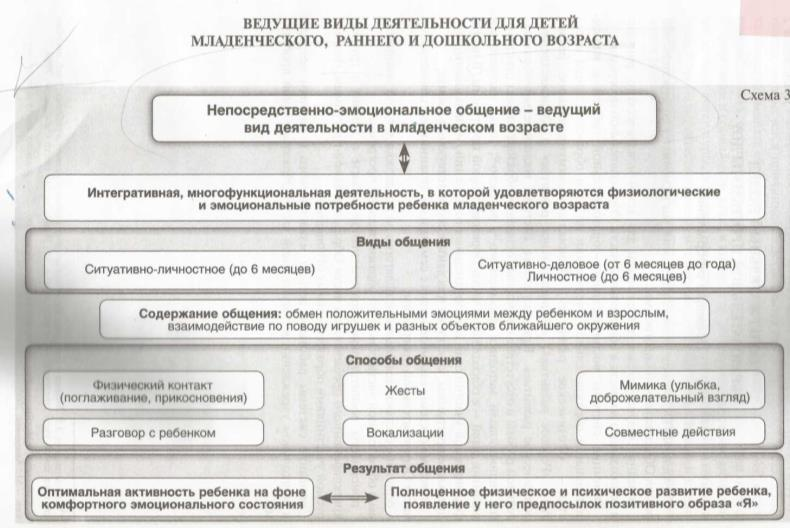 ВЕДУЩИЕ ВИДЫ ДЕЯТЕЛЬНОСТИ ДЛЯ ДЕТЕЙ
МЛАДЕНЧЕСКОГО, РАННЕГО И ДОШКОЛЬНОГО ВОЗРАСТА
Схема 3
Непосредственно-эмоциональное общение – ведущий
вид деятельности в младенческом возрасте
Интегративная, многофункциональная деятельность, в которой удовлетворяются физиологические
и эмоциональные потребности ребенка младенческого возраста
Виды общения
Ситуативно-личностное (до 6 месяцев)
Ситуативно-деловое (от 6 месяцев до года)
Личностное (до 6 месяцев)
Содержание общения: обмен положительными эмоциями между ребенком и взрослым,
взаимодействие по поводу игрушек и разных объектов ближайшего окружения
Способы общения
Физический контакт
(поглаживание, прикосновения)
Жесты
Мимика (улыбка,
доброжелательный взгляд)
Разговор с ребенком
Вокализации
Совместные действия
Результат общения
Оптимальная активность ребенка на фоне
комфортного эмоционального состояния
Полноценное физическое и психическое развитие ребенка,
появление у него предпосылок позитивного образа «Я»